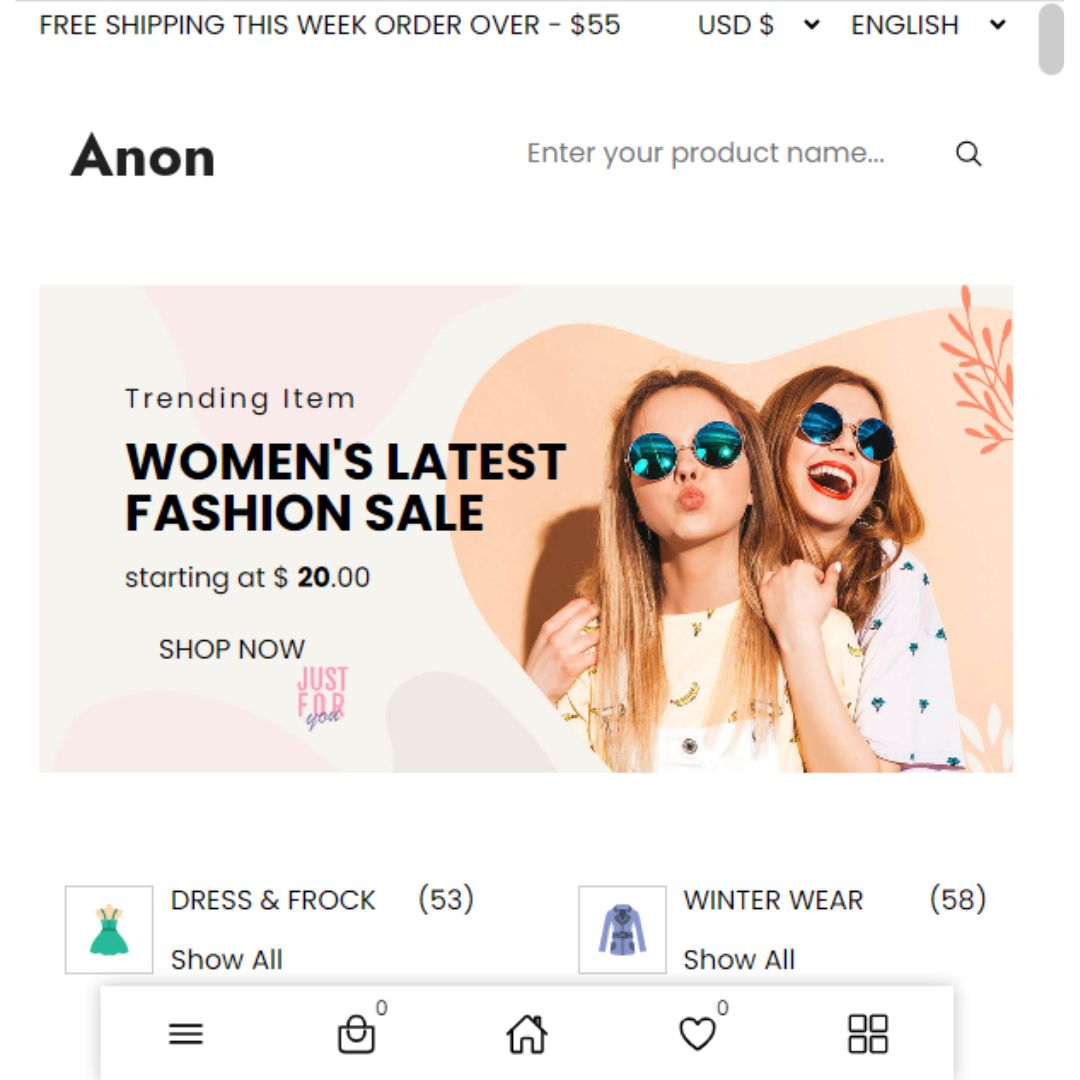 FREE SHIPPING THIS WEEK ORDER OVER - $55 USD $ ENGLISH
Anon
Enter your product name...
Trending Item
WOMEN'S LATEST
FASHION SALE
starting at $ 20.00
SHOP NOW
JUST
FOR
you
DRESS & FROCK (53)
Show All
WINTER WEAR (58)
Show All
0
0